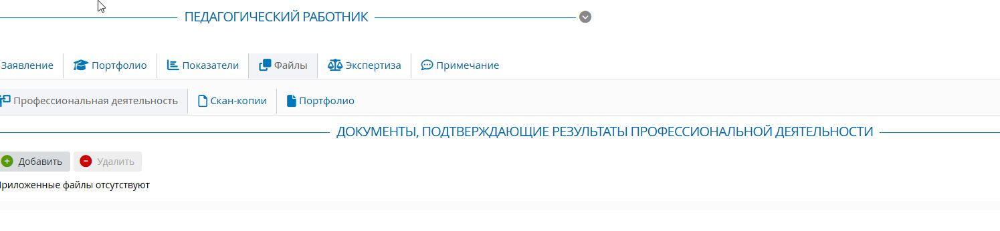 ПЕДАГОГИЧЕСКИЙ РАБОТНИК
Заявление Портфолио Показатели Файлы Экспертиза Примечание
Профессиональная деятельность Скан-копии Портфолио
ДОКУМЕНТЫ, ПОДТВЕРЖДАЮЩИЕ РЕЗУЛЬТАТЫ ПРОФЕССИОНАЛЬНОЙ ДЕЯТЕЛЬНОСТИ
Добавить Удалить
Приложенные файлы отсутствуют